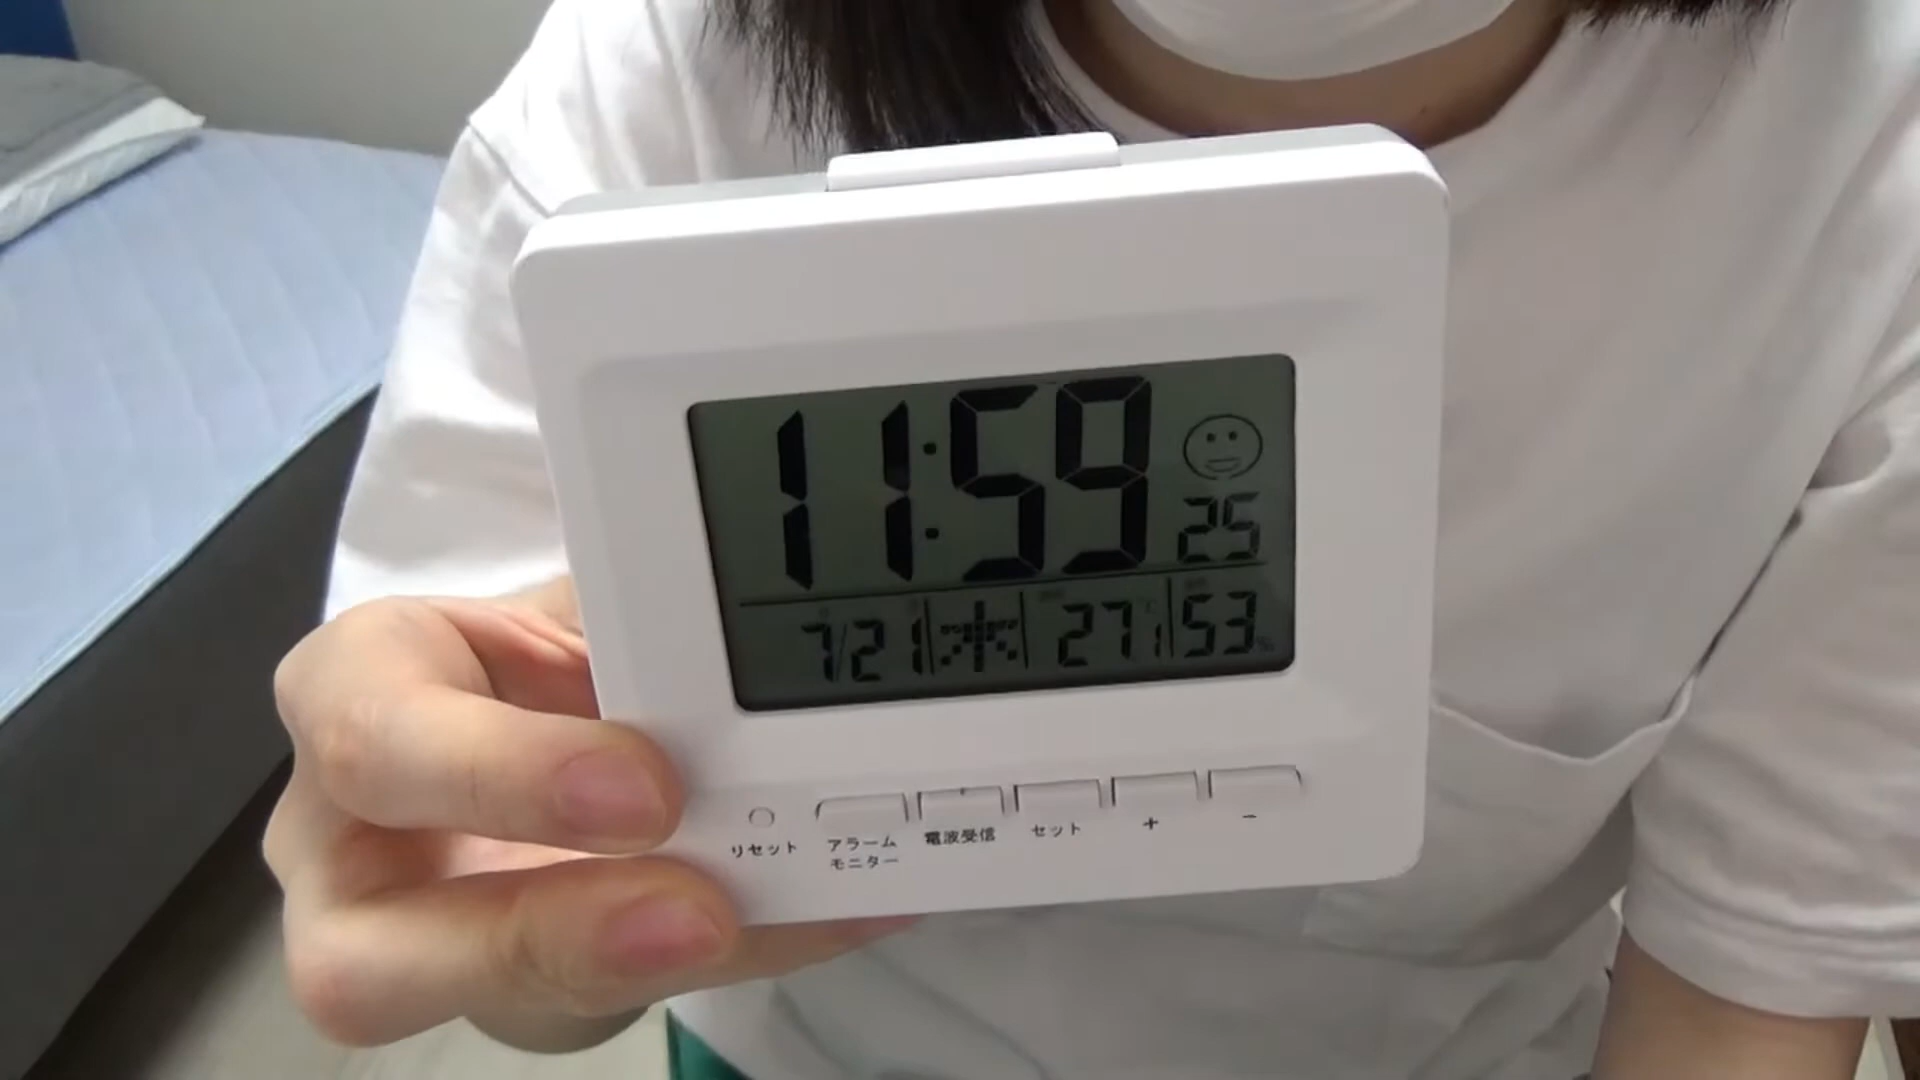 11:59
25
7/21 水 27.1℃ 53%
リセット アラームモニター 電波受信 セット + −